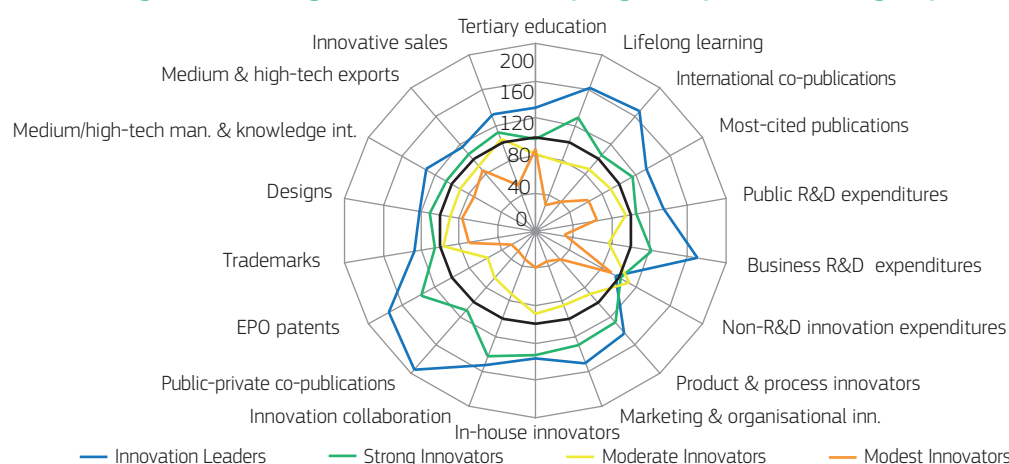 Tertiary education
Innovative sales
Lifelong learning
Medium & high-tech exports
International co-publications
Medium/high-tech man. & knowledge int.
Most-cited publications
Designs
Public R&D expenditures
Trademarks
Business R&D expenditures
EPO patents
Non-R&D innovation expenditures
Public-private co-publications
Product & process innovators
Innovation collaboration
Marketing & organisational inn.
In-house innovators
200
160
120
80
40
0
Innovation Leaders
Strong Innovators
Moderate Innovators
Modest Innovators